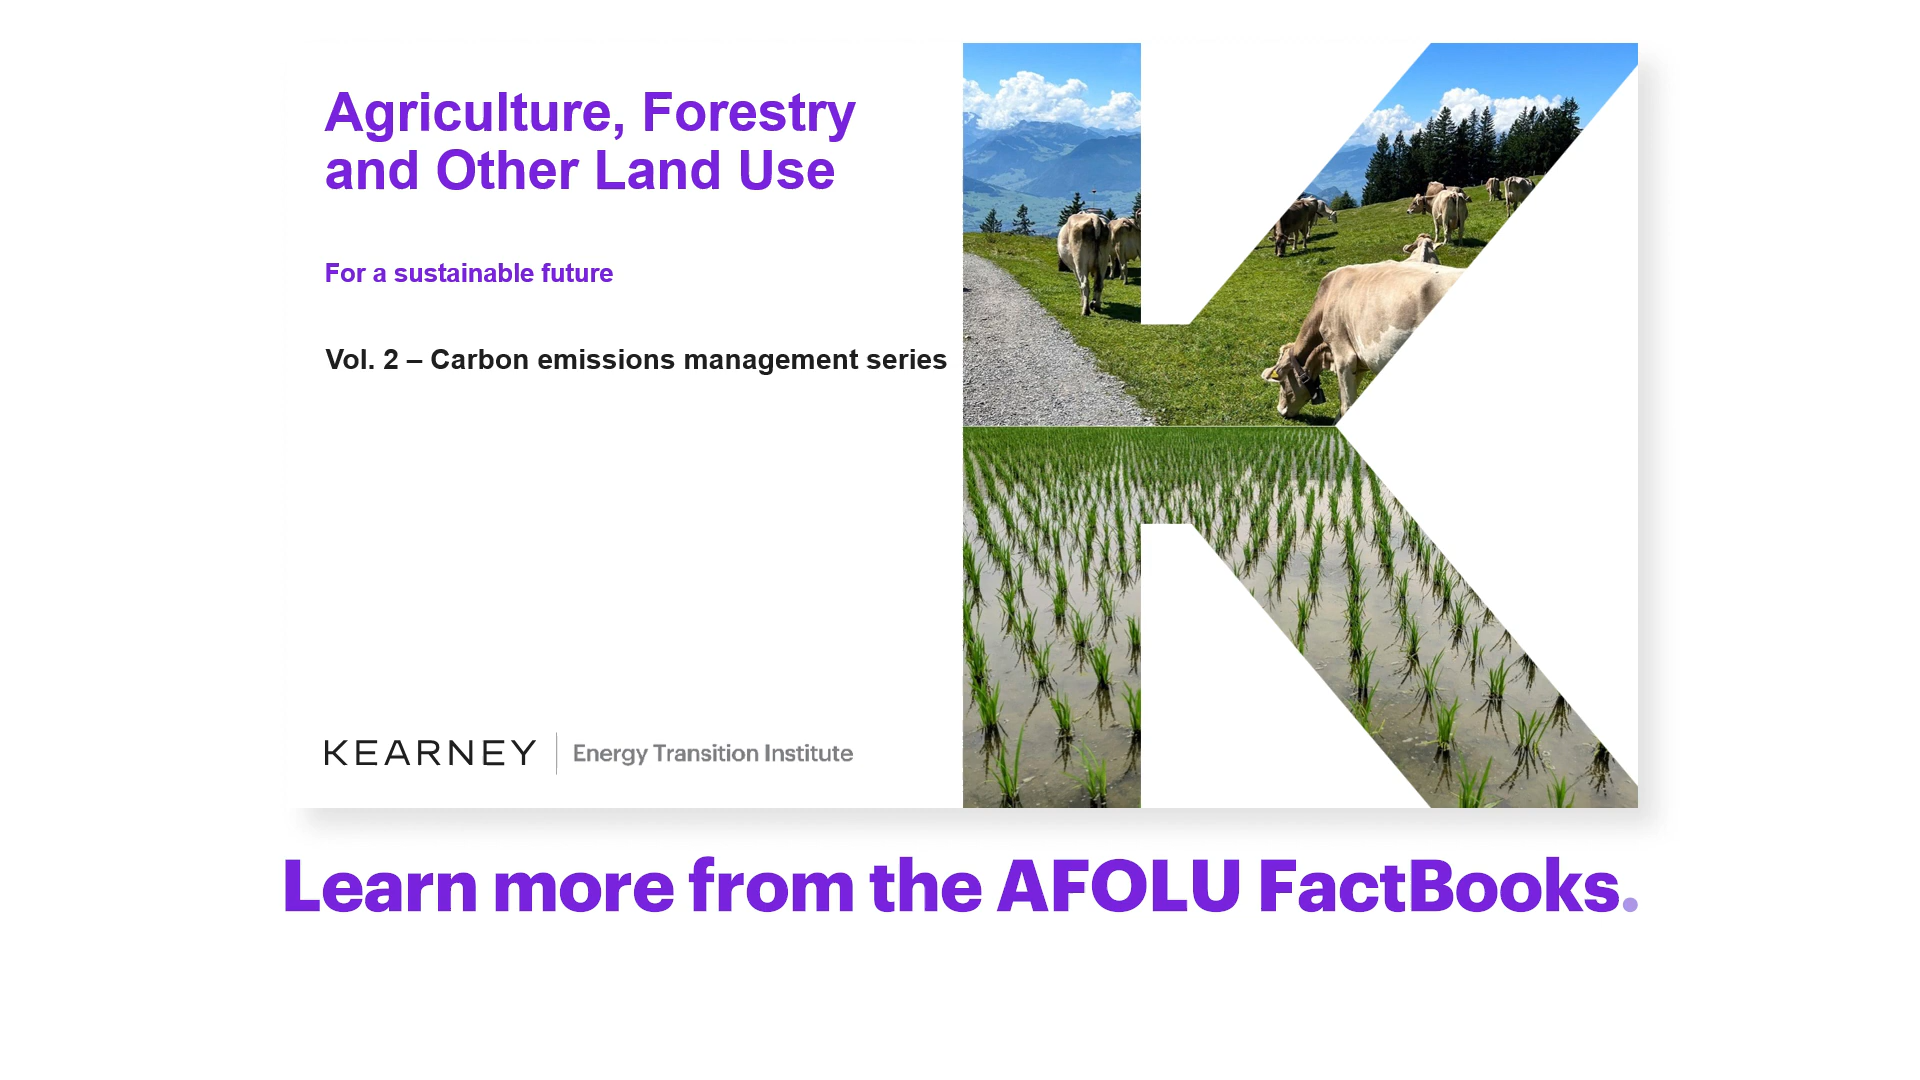 Agriculture, Forestry
and Other Land Use
For a sustainable future
Vol. 2 – Carbon emissions management series
KEARNEY
Energy Transition Institute
Learn more from the AFOLU FactBooks.